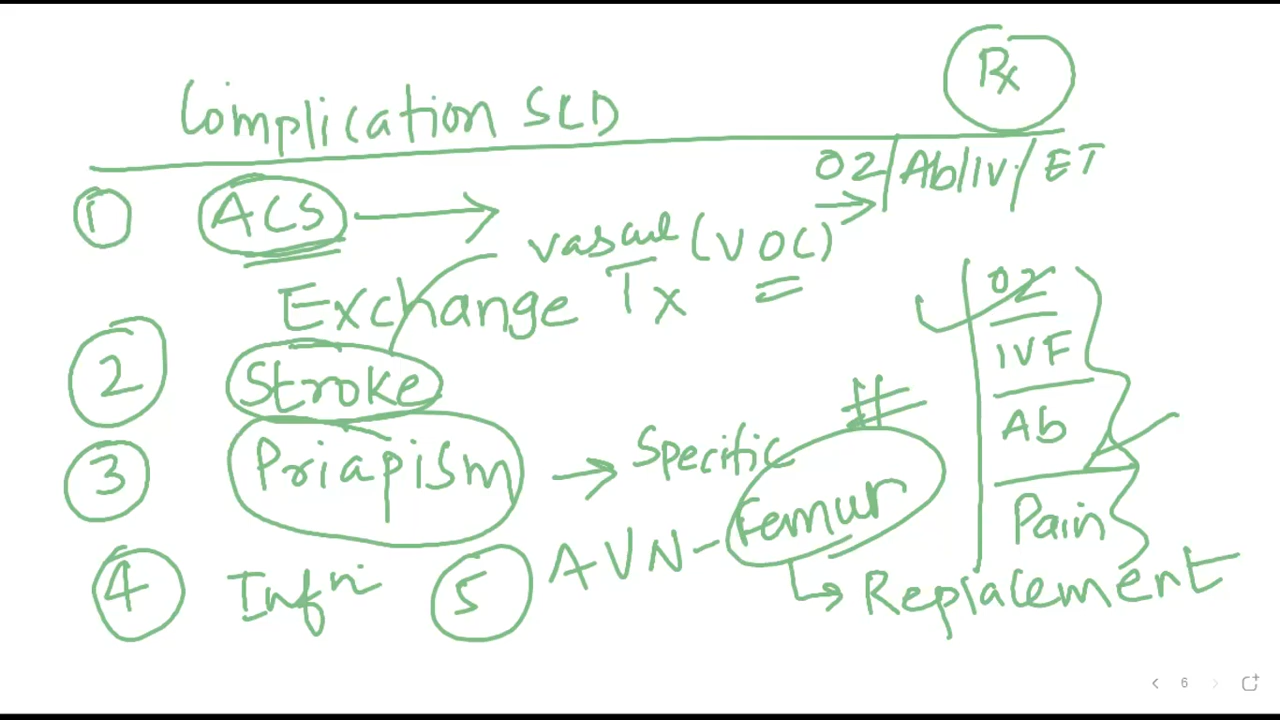 Rx
Complication SCD
O2/Ab/IV/ET
1 ACS
vascul (VOC)
Exchange Tx
O2
IVF
Ab
Pain
2 Stroke
3 Priapism → Specific
4 Infn
5 AVN - Femur
Replacement
6